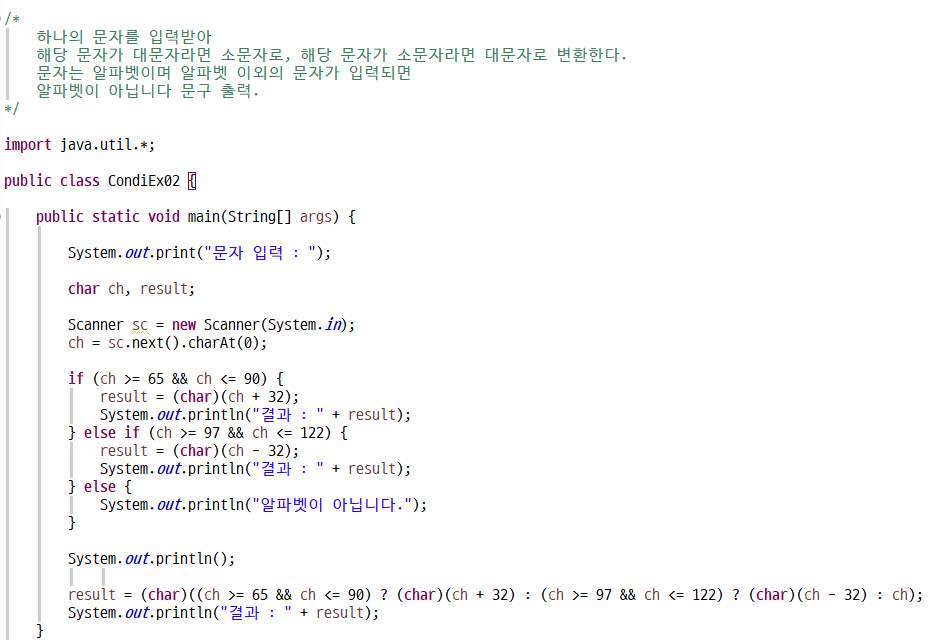 /*
하나의 문자를 입력받아
해당 문자가 대문자라면 소문자로, 해당 문자가 소문자라면 대문자로 변환한다.
문자는 알파벳이며 알파벳 이외의 문자가 입력되면
알파벳이 아닙니다 문구 출력.
*/
import java.util.*;
public class CondiEx02 {
public static void main(String[] args) {
System.out.print("문자 입력 : ");
char ch, result;
Scanner sc = new Scanner(System.in);
ch = sc.next().charAt(0);
if (ch >= 65 && ch <= 90) {
result = (char)(ch + 32);
System.out.println("결과 : " + result);
} else if (ch >= 97 && ch <= 122) {
result = (char)(ch - 32);
System.out.println("결과 : " + result);
} else {
System.out.println("알파벳이 아닙니다.");
}
System.out.println();
result = (char)((ch >= 65 && ch <= 90) ? (char)(ch + 32) : (ch >= 97 && ch <= 122) ? (char)(ch - 32) : ch);
System.out.println("결과 : " + result);
}